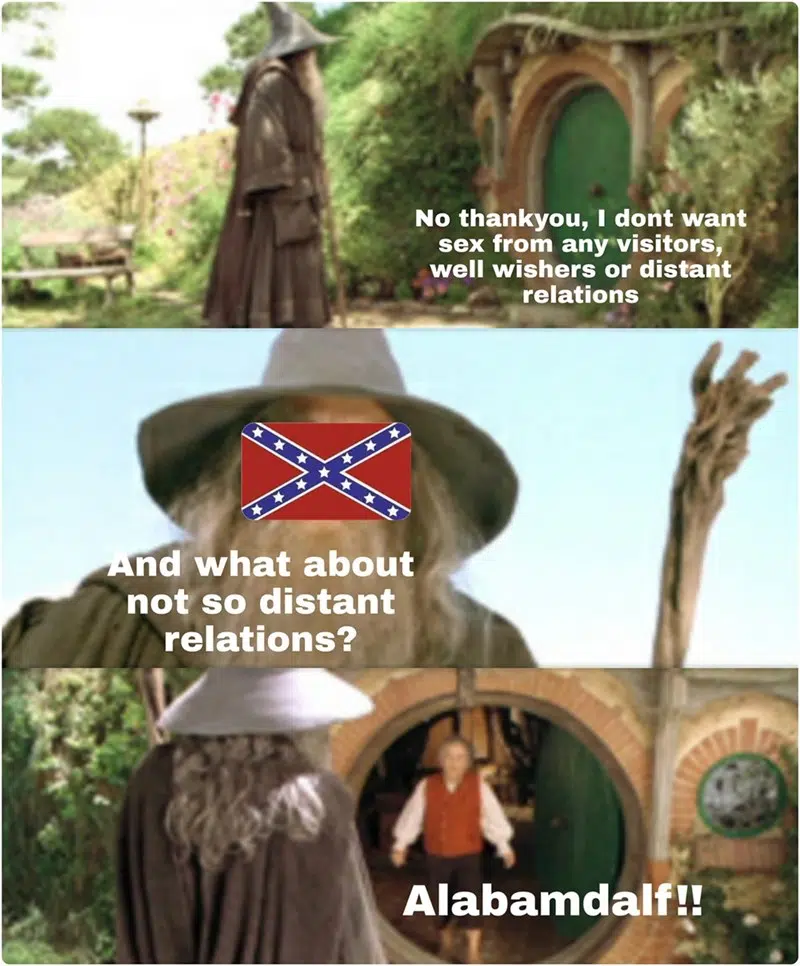 No thankyou, I dont want
sex from any visitors,
well wishers or distant
relations
And what about
not so distant
relations?
Alabamdalf!!